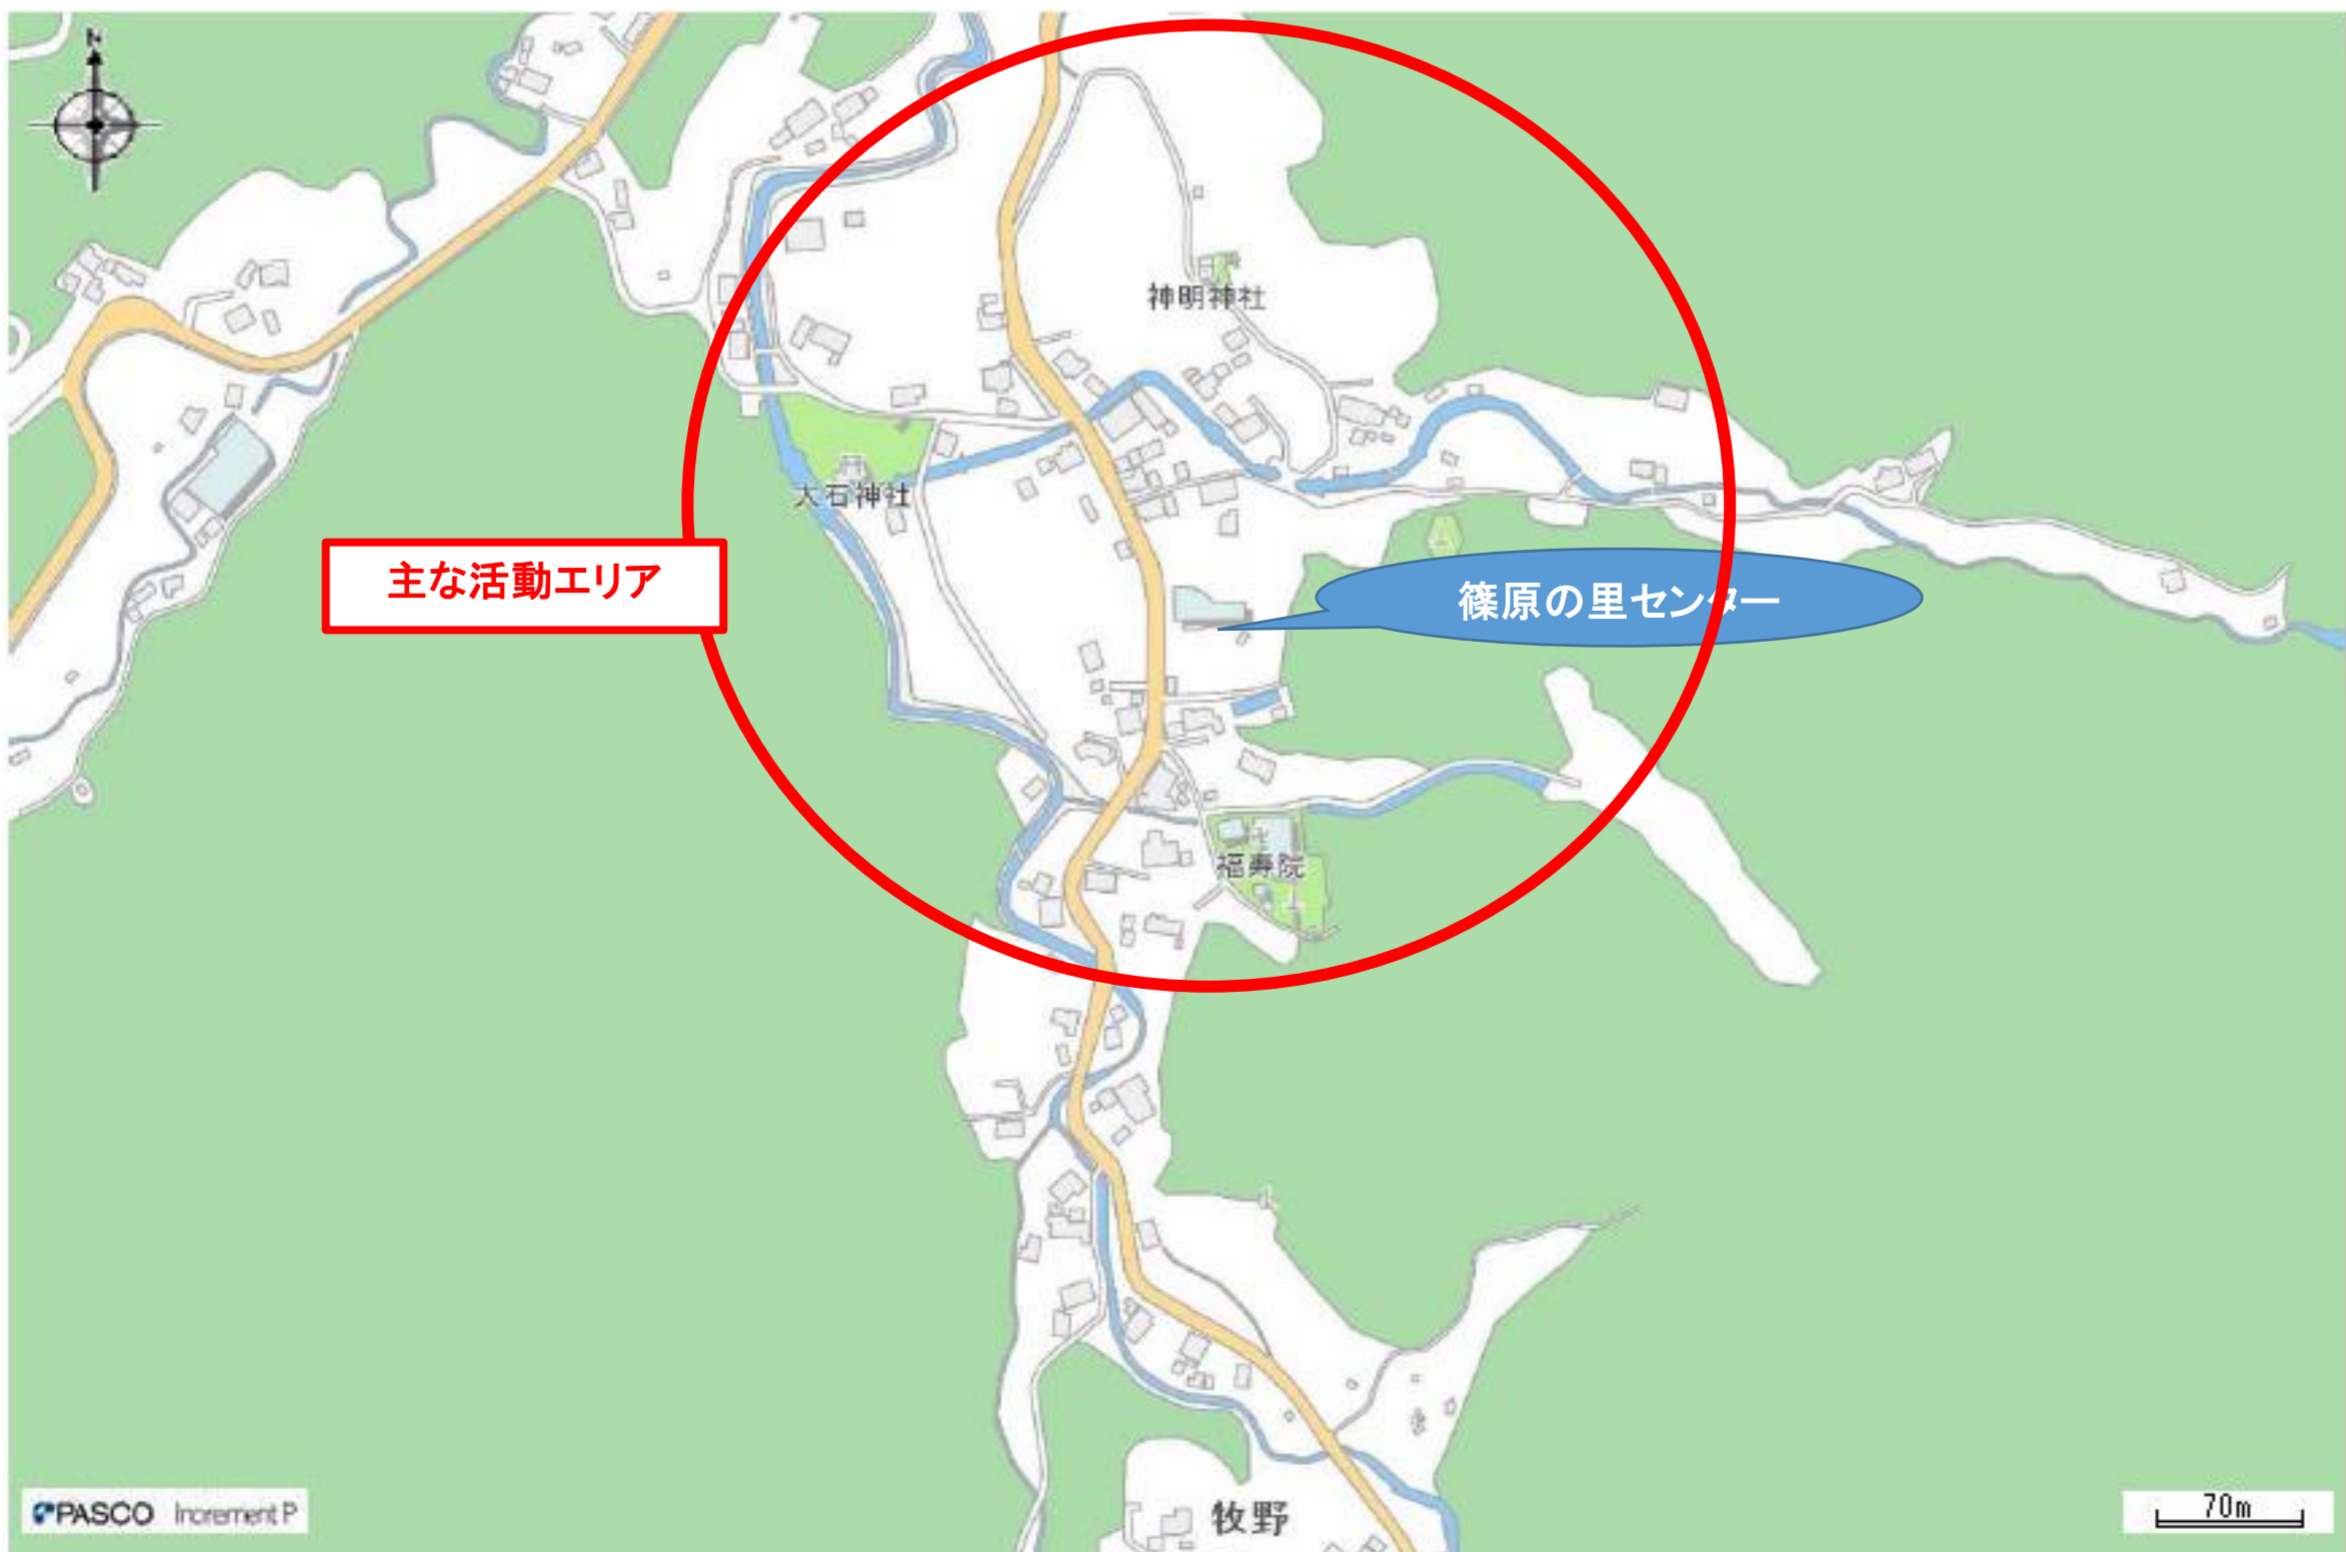 N
神明神社
大石神社
主な活動エリア
篠原の里センター
福寿院
牧野
PASCO Increment P
70m